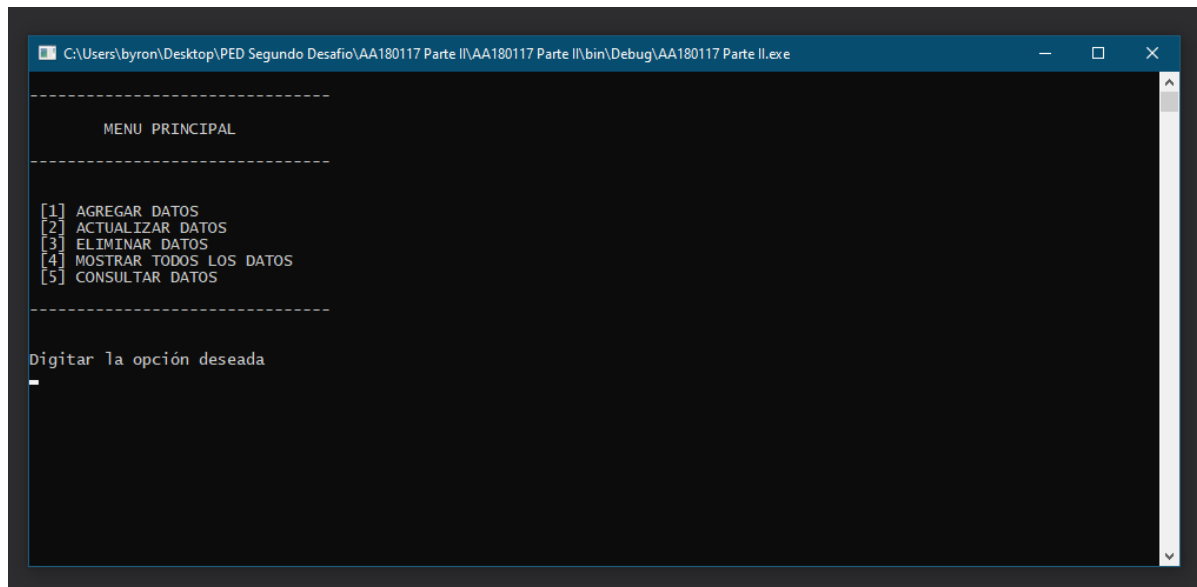 C:\Users\byron\Desktop\PED Segundo Desafio\AA180117 Parte II\AA180117 Parte II\bin\Debug\AA180117 Parte II.exe
--------------------------------
MENU PRINCIPAL
--------------------------------
[1] AGREGAR DATOS
[2] ACTUALIZAR DATOS
[3] ELIMINAR DATOS
[4] MOSTRAR TODOS LOS DATOS
[5] CONSULTAR DATOS
--------------------------------
Digitar la opción deseada